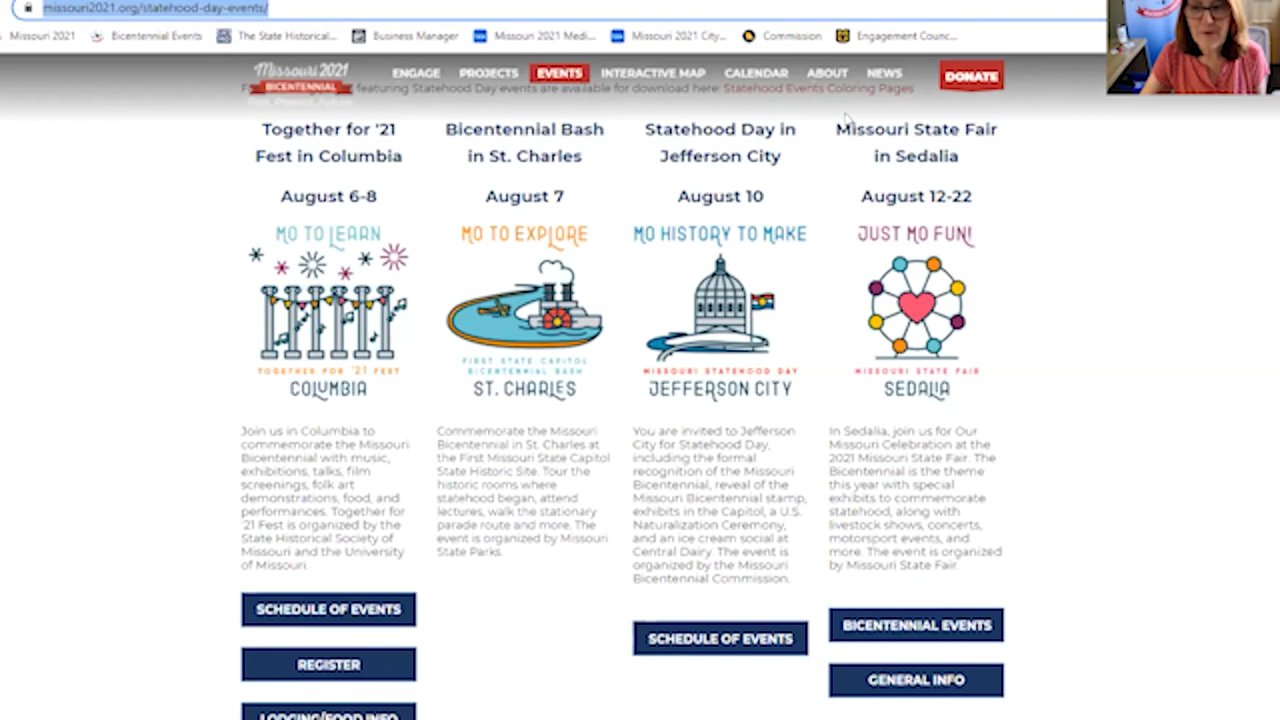 missouri2021.org/statehood-day-events/
Missouri 2021
Bicentennial Events
The State Historical...
Business Manager
Missouri 2021 Medi...
Missouri 2021 City...
Commission
Engagement Counc...
Missouri 2021
BICENTENNIAL
Past. Present. Future.
ENGAGE
PROJECTS
EVENTS
INTERACTIVE MAP
CALENDAR
ABOUT
NEWS
DONATE
featuring Statehood Day events are available for download here: Statehood Events Coloring Pages
Together for '21
Fest in Columbia
August 6-8
MO TO LEARN
TOGETHER FOR '21 FEST
COLUMBIA
Join us in Columbia to
commemorate the Missouri
Bicentennial with music,
exhibitions, talks, film
screenings, folk art
demonstrations, food, and
performances. Together for
'21 Fest is organized by the
State Historical Society of
Missouri and the University
of Missouri.
SCHEDULE OF EVENTS
REGISTER
LODGING/FOOD INFO
Bicentennial Bash
in St. Charles
August 7
MO TO EXPLORE
FIRST STATE CAPITOL
BICENTENNIAL BASH
ST. CHARLES
Commemorate the Missouri
Bicentennial in St. Charles at
the First Missouri State Capitol
State Historic Site. Tour the
historic rooms where
statehood began, attend
lectures, walk the stationary
parade route and more. The
event is organized by Missouri
State Parks.
Statehood Day in
Jefferson City
August 10
MO HISTORY TO MAKE
MISSOURI STATEHOOD DAY
JEFFERSON CITY
You are invited to Jefferson
City for Statehood Day,
including the formal
recognition of the Missouri
Bicentennial, reveal of the
Missouri Bicentennial stamp,
exhibits in the Capitol, a U.S.
Naturalization Ceremony,
and an ice cream social at
Central Dairy. The event is
organized by the Missouri
Bicentennial Commission.
SCHEDULE OF EVENTS
Missouri State Fair
in Sedalia
August 12-22
JUST MO FUN!
MISSOURI STATE FAIR
SEDALIA
In Sedalia, join us for Our
Missouri Celebration at the
2021 Missouri State Fair. The
Bicentennial is the theme
this year with special
exhibits to commemorate
statehood, along with
livestock shows, concerts,
motorsport events, and
more. The event is organized
by Missouri State Fair.
BICENTENNIAL EVENTS
GENERAL INFO